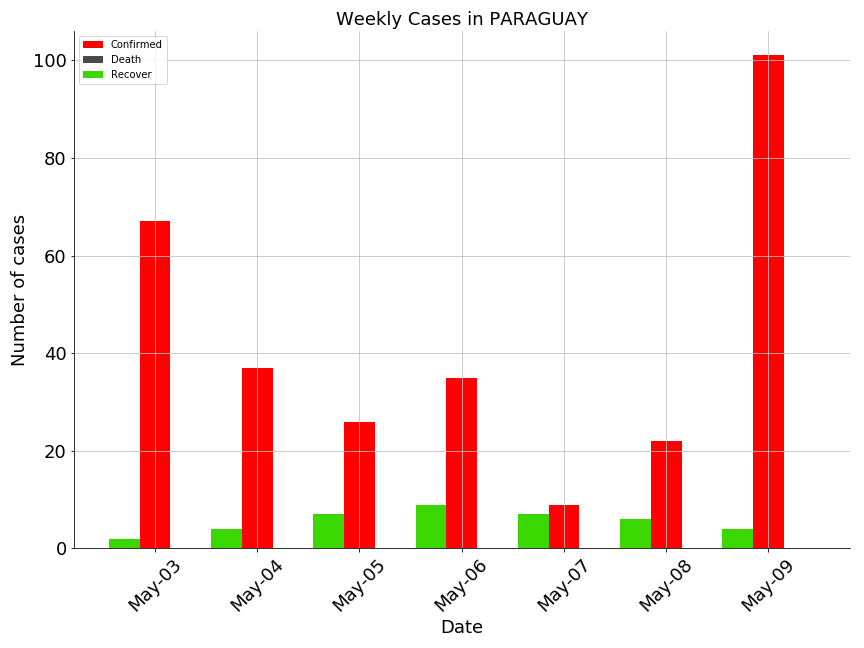 Weekly Cases in PARAGUAY
Confirmed
Death
Recover
Number of cases
100
80
60
40
20
0
May-03
May-04
May-05
May-06
May-07
May-08
May-09
Date